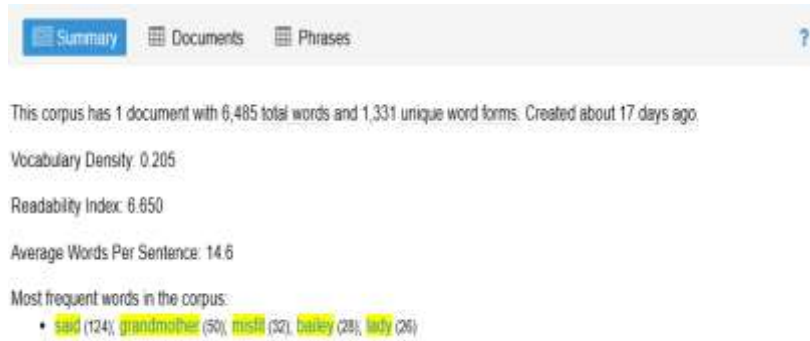 Summary Documents Phrases ?
This corpus has 1 document with 6,485 total words and 1,331 unique word forms. Created about 17 days ago.
Vocabulary Density: 0.205
Readability Index: 6.650
Average Words Per Sentence: 14.6
Most frequent words in the corpus:
• said (124); grandmother (50); misfit (32); bailey (28); lady (26)